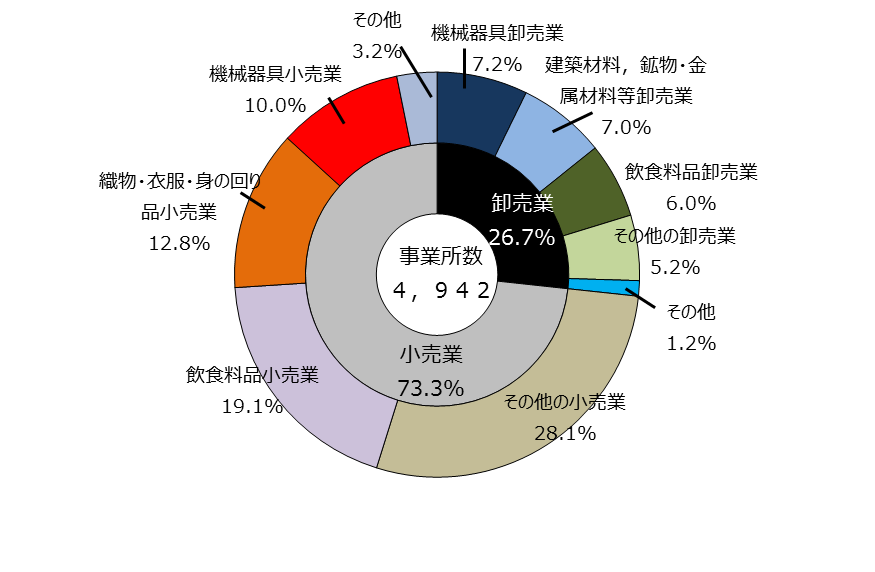 その他
3.2%
機械器具卸売業
7.2%
建築材料，鉱物・金
属材料等卸売業
7.0%
機械器具小売業
10.0%
飲食料品卸売業
6.0%
織物・衣服・身の回り
品小売業
12.8%
卸売業
26.7%
その他の卸売業
5.2%
事業所数
４，９４２
その他
1.2%
小売業
73.3%
飲食料品小売業
19.1%
その他の小売業
28.1%